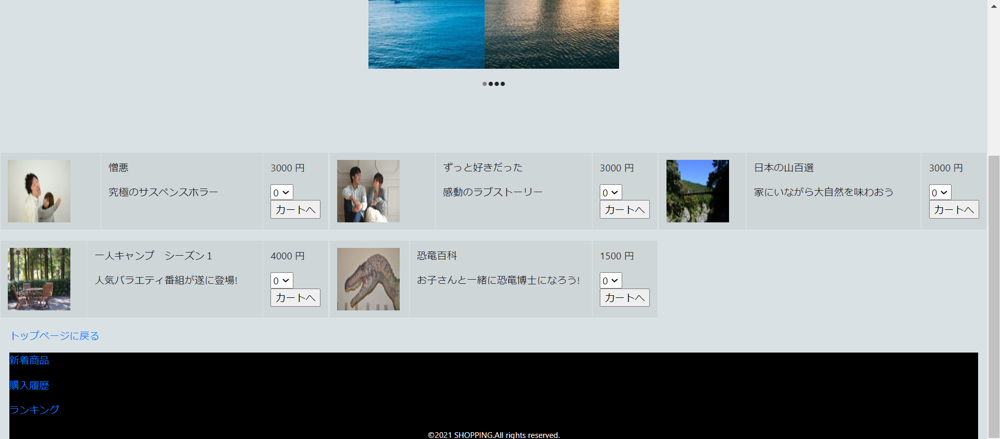 憎悪
究極のサスペンスホラー
3000 円
0
カートへ
ずっと好きだった
感動のラブストーリー
3000 円
0
カートへ
日本の山百選
家にいながら大自然を味わおう
3000 円
0
カートへ
一人キャンプ　シーズン１
人気バラエティ番組が遂に登場!
4000 円
0
カートへ
恐竜百科
お子さんと一緒に恐竜博士になろう!
1500 円
0
カートへ
トップページに戻る
新着商品
購入履歴
ランキング
©2021 SHOPPING.All rights reserved.